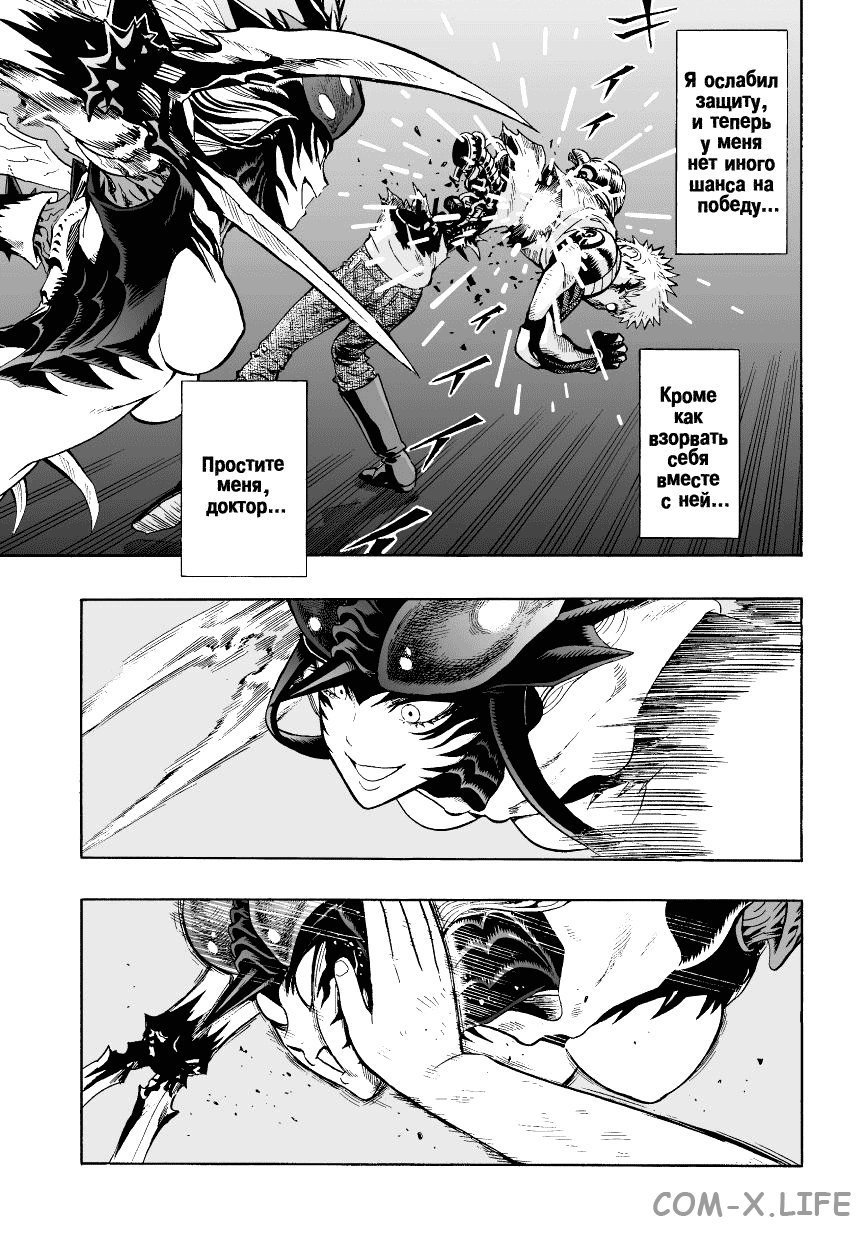 Я ослабил
защиту,
и теперь
у меня
нет иного
шанса на
победу...
Кроме
как
взорвать
себя
вместе
с ней...
Простите
меня,
доктор...
COM-X.LIFE